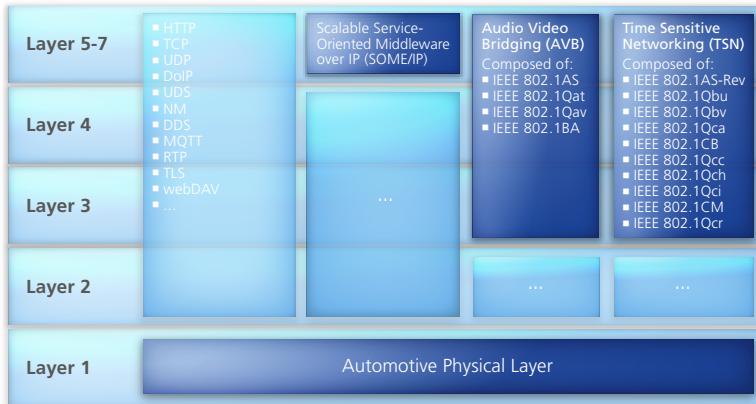 Layer 5-7
Layer 4
Layer 3
Layer 2
Layer 1
■ HTTP
■ TCP
■ UDP
■ DoIP
■ UDS
■ NM
■ DDS
■ MQTT
■ RTP
■ TLS
■ webDAV
■ ...
Scalable Service-
Oriented Middleware
over IP (SOME/IP)
...
Audio Video
Bridging (AVB)
Composed of:
■ IEEE 802.1AS
■ IEEE 802.1Qat
■ IEEE 802.1Qav
■ IEEE 802.1BA
...
Time Sensitive
Networking (TSN)
Composed of:
■ IEEE 802.1AS-Rev
■ IEEE 802.1Qbu
■ IEEE 802.1Qbv
■ IEEE 802.1Qca
■ IEEE 802.1CB
■ IEEE 802.1Qcc
■ IEEE 802.1Qch
■ IEEE 802.1Qci
■ IEEE 802.1CM
■ IEEE 802.1Qcr
...
Automotive Physical Layer